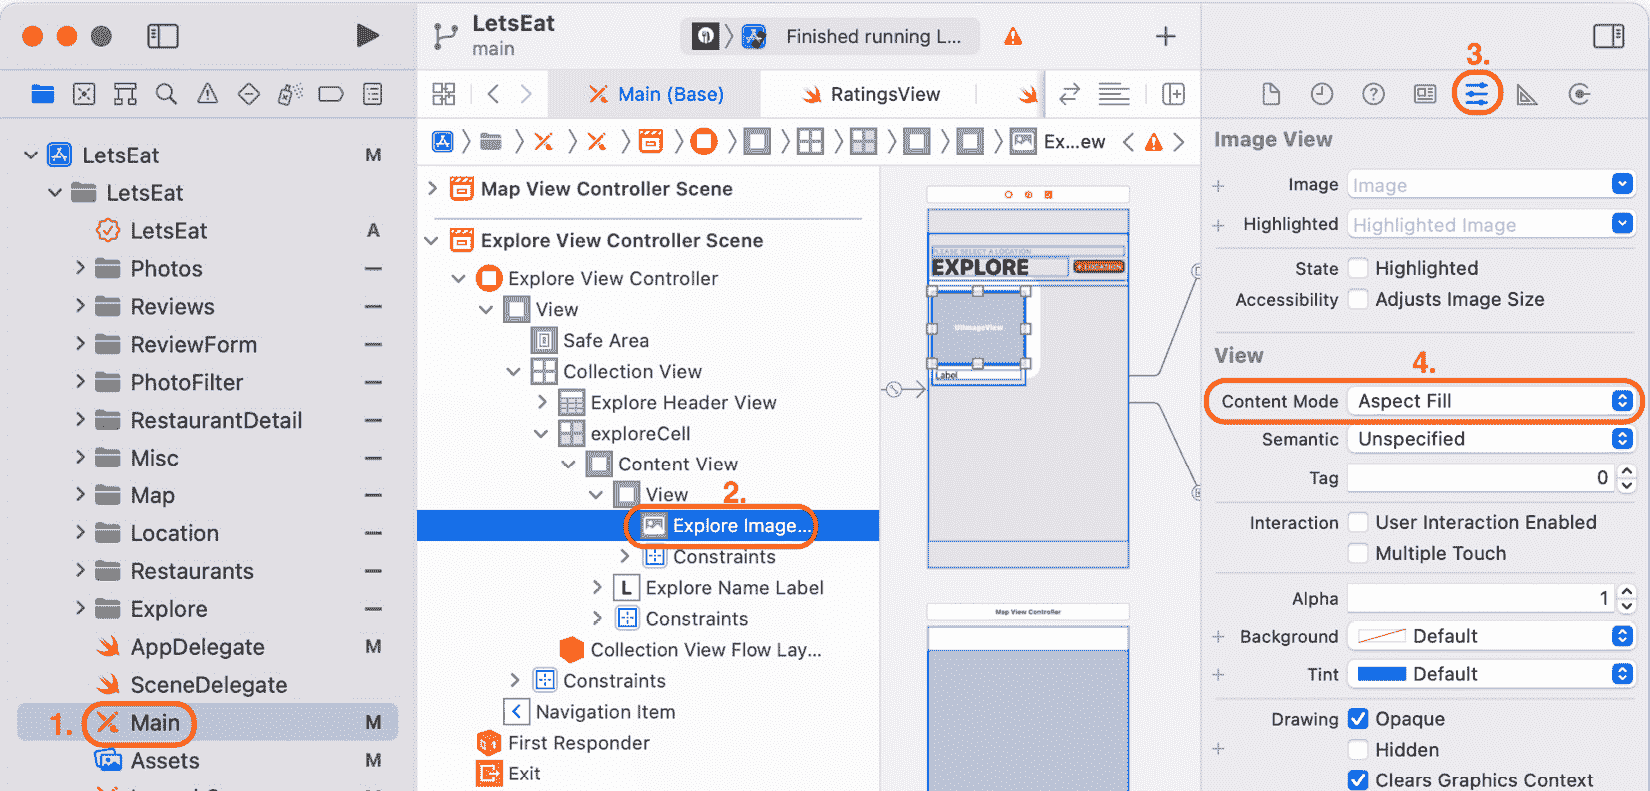 LetsEat
main
Finished running L...
3.
Main (Base)
RatingsView
Ex...ew
LetsEat M
LetsEat
LetsEat A
Photos
Reviews
ReviewForm
PhotoFilter
RestaurantDetail
Misc
Map
Location
Restaurants
Explore
AppDelegate M
SceneDelegate
1. Main M
Assets M
Map View Controller Scene
Explore View Controller Scene
Explore View Controller
View
Safe Area
Collection View
Explore Header View
exploreCell
Content View
View
2.
Explore Image...
Constraints
L Explore Name Label
Constraints
Collection View Flow Lay...
Constraints
Navigation Item
First Responder
Exit
PLEASE SELECT A LOCATION
EXPLORE
UIImageView
Label
Map View Controller
Image View
Image Image
Highlighted Highlighted Image
State Highlighted
Accessibility Adjusts Image Size
View
4.
Content Mode Aspect Fill
Semantic Unspecified
Tag 0
Interaction User Interaction Enabled
Multiple Touch
Alpha 1
Background Default
Tint Default
Drawing Opaque
Hidden
Clears Graphics Context